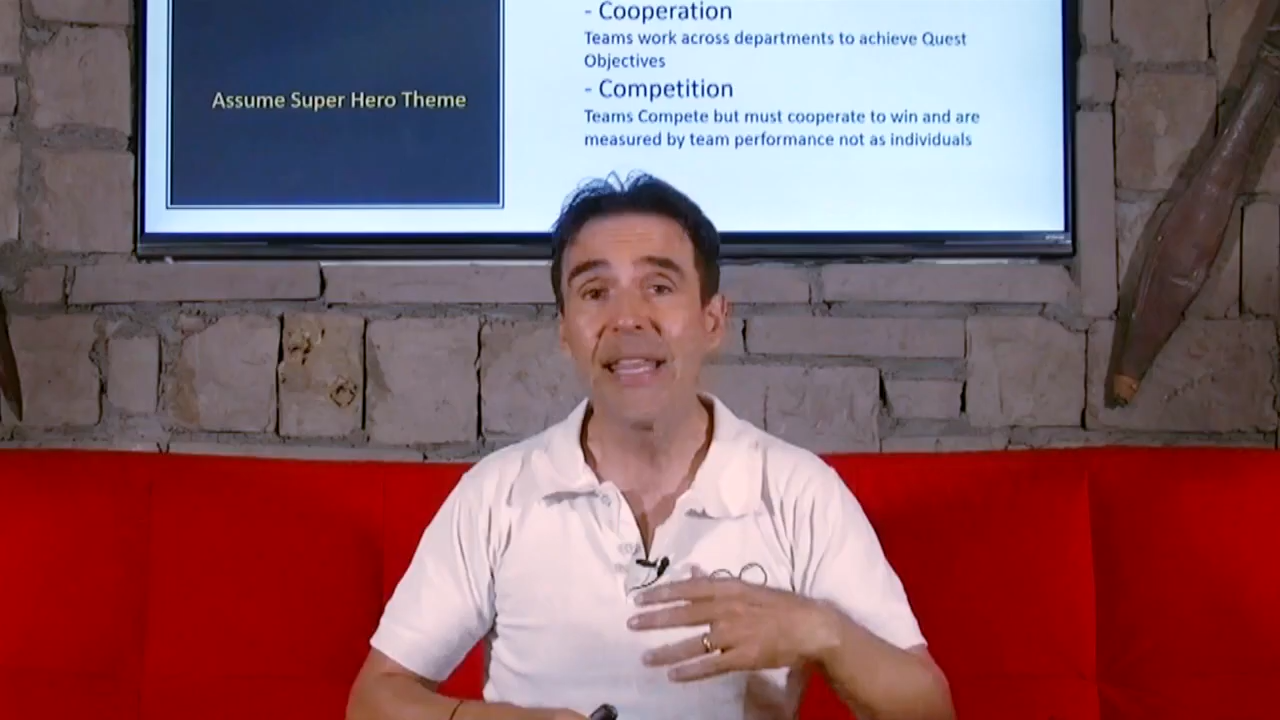 Assume Super Hero Theme
- Cooperation
Teams work across departments to achieve Quest
Objectives
- Competition
Teams Compete but must cooperate to win and are
measured by team performance not as individuals